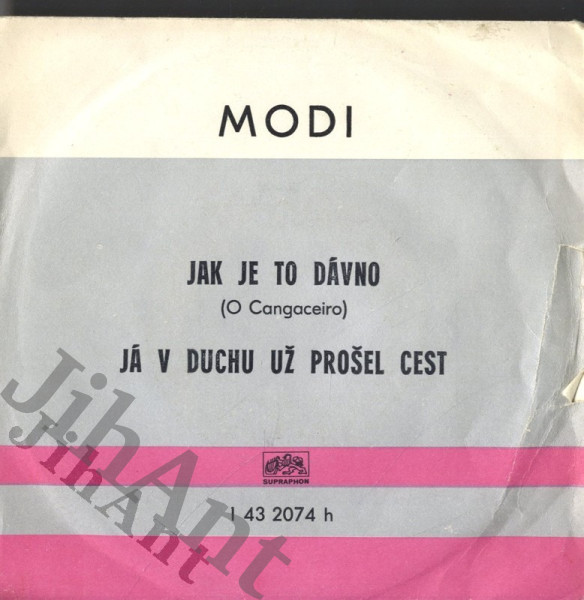 MODI
JAK JE TO DÁVNO
(O Cangaceiro)
JÁ V DUCHU UŽ PROŠEL CEST
JihAnt
JihAnt
SUPRAPHON
1 43 2074 h